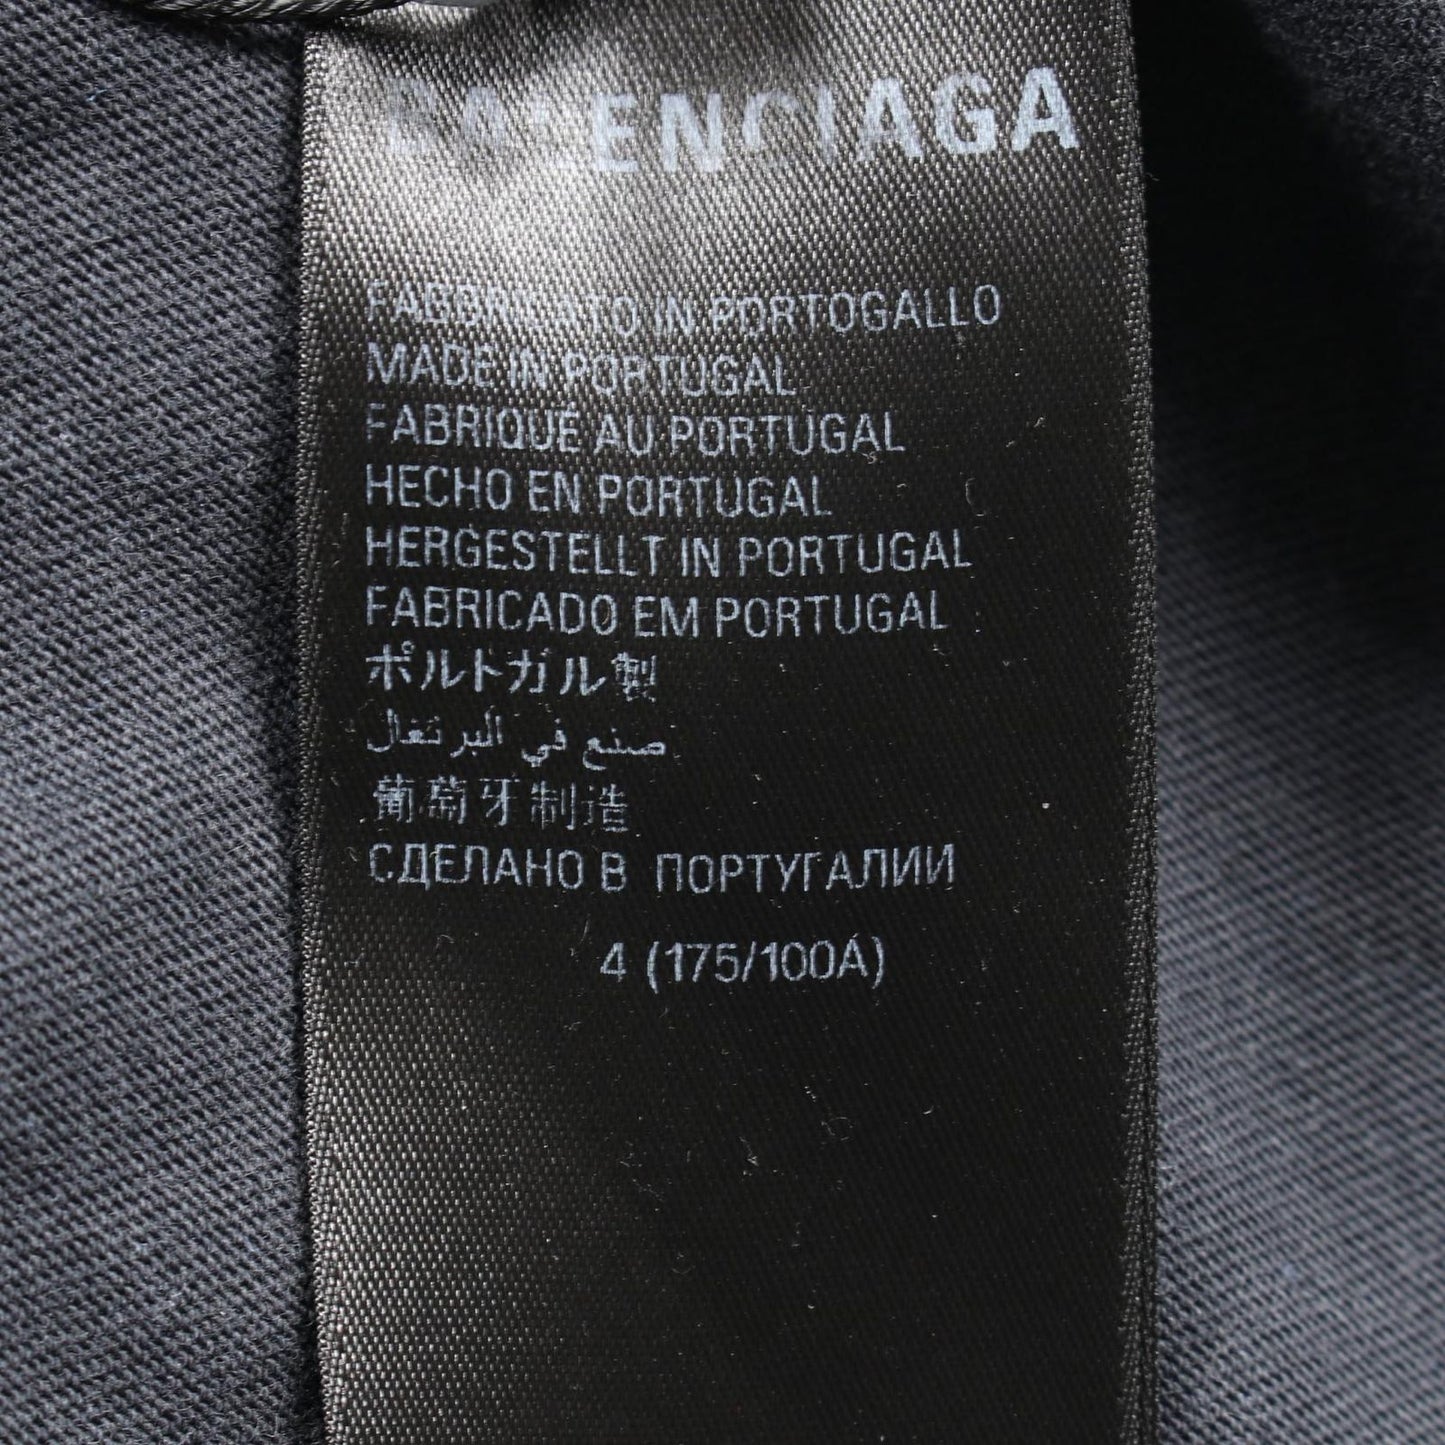 BALENCIAGA
FABBRICATO IN PORTOGALLO
MADE IN PORTUGAL
FABRIQUÉ AU PORTUGAL
HECHO EN PORTUGAL
HERGESTELLT IN PORTUGAL
FABRICADO EM PORTUGAL
ポルトガル製
صنع في البرتغال
葡萄牙制造
СДЕЛАНО В ПОРТУГАЛИИ
4 (175/100A)